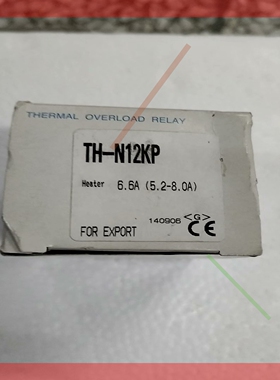 THERMAL OVERLOAD RELAY
TH-N12KP
Heater 6.6A (5.2-8.0A)
140906 <G> CE
FOR EXPORT